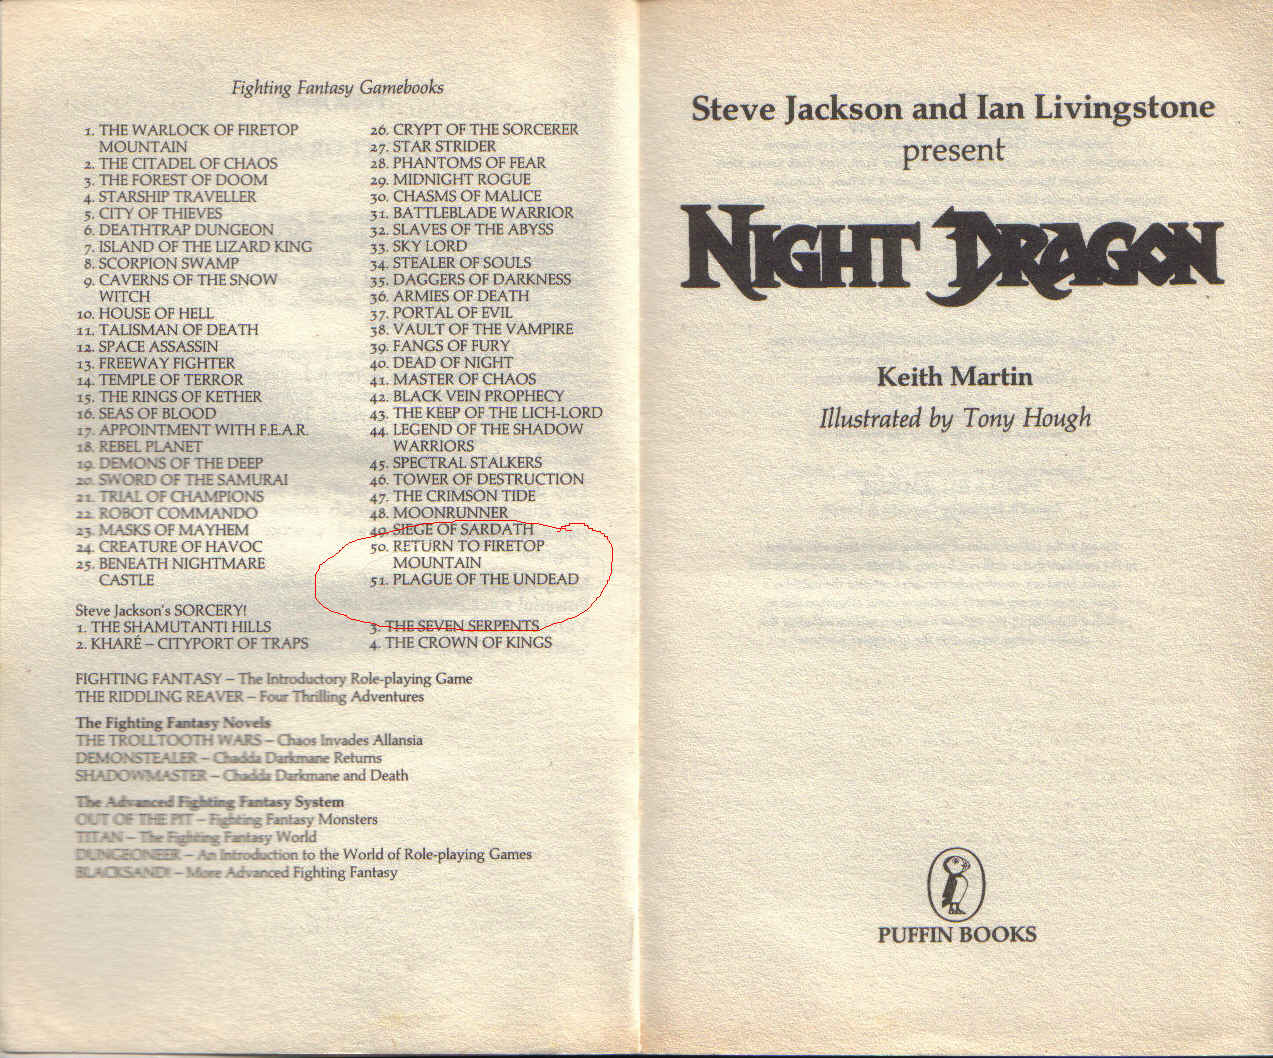 Fighting Fantasy Gamebooks
1. THE WARLOCK OF FIRETOP
MOUNTAIN
2. THE CITADEL OF CHAOS
3. THE FOREST OF DOOM
4. STARSHIP TRAVELLER
5. CITY OF THIEVES
6. DEATHTRAP DUNGEON
7. ISLAND OF THE LIZARD KING
8. SCORPION SWAMP
9. CAVERNS OF THE SNOW
WITCH
10. HOUSE OF HELL
11. TALISMAN OF DEATH
12. SPACE ASSASSIN
13. FREEWAY FIGHTER
14. TEMPLE OF TERROR
15. THE RINGS OF KETHER
16. SEAS OF BLOOD
17. APPOINTMENT WITH F.E.A.R.
18. REBEL PLANET
19. DEMONS OF THE DEEP
20. SWORD OF THE SAMURAI
21. TRIAL OF CHAMPIONS
22. ROBOT COMMANDO
23. MASKS OF MAYHEM
24. CREATURE OF HAVOC
25. BENEATH NIGHTMARE
CASTLE
26. CRYPT OF THE SORCERER
27. STAR STRIDER
28. PHANTOMS OF FEAR
29. MIDNIGHT ROGUE
30. CHASMS OF MALICE
31. BATTLEBLADE WARRIOR
32. SLAVES OF THE ABYSS
33. SKY LORD
34. STEALER OF SOULS
35. DAGGERS OF DARKNESS
36. ARMIES OF DEATH
37. PORTAL OF EVIL
38. VAULT OF THE VAMPIRE
39. FANGS OF FURY
40. DEAD OF NIGHT
41. MASTER OF CHAOS
42. BLACK VEIN PROPHECY
43. THE KEEP OF THE LICH-LORD
44. LEGEND OF THE SHADOW
WARRIORS
45. SPECTRAL STALKERS
46. TOWER OF DESTRUCTION
47. THE CRIMSON TIDE
48. MOONRUNNER
49. SIEGE OF SARDATH
50. RETURN TO FIRETOP
MOUNTAIN
51. PLAGUE OF THE UNDEAD
Steve Jackson's SORCERY!
1. THE SHAMUTANTI HILLS
2. KHARÉ – CITYPORT OF TRAPS
3. THE SEVEN SERPENTS
4. THE CROWN OF KINGS
FIGHTING FANTASY – The Introductory Role-playing Game
THE RIDDLING REAVER – Four Thrilling Adventures
The Fighting Fantasy Novels
THE TROLLTOOTH WARS – Chaos Invades Allansia
DEMONSTEALER – Chadda Darkmane Returns
SHADOWMASTER – Chadda Darkmane and Death
The Advanced Fighting Fantasy System
OUT OF THE PIT – Fighting Fantasy Monsters
TITAN – The Fighting Fantasy World
DUNGEONEER – An Introduction to the World of Role-playing Games
BLACKSAND! – More Advanced Fighting Fantasy
Steve Jackson and Ian Livingstone
present
NIGHT DRAGON
Keith Martin
Illustrated by Tony Hough
PUFFIN BOOKS